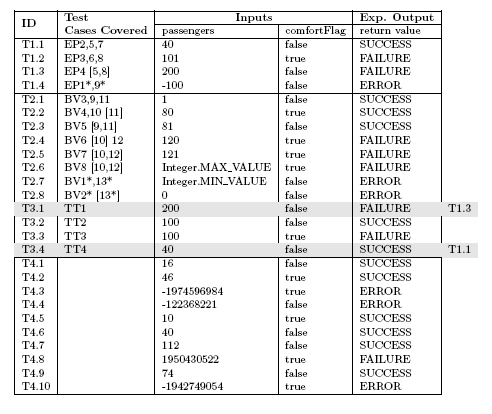 ID Test Inputs Exp. Output
Cases Covered passengers comfortFlag return value
T1.1 EP2,5,7 40 false SUCCESS
T1.2 EP3,6,8 101 true FAILURE
T1.3 EP4 [5,8] 200 false FAILURE
T1.4 EP1*,9* -100 false ERROR
T2.1 BV3,9,11 1 false SUCCESS
T2.2 BV4,10 [11] 80 true SUCCESS
T2.3 BV5 [9,11] 81 false SUCCESS
T2.4 BV6 [10] 12 120 true FAILURE
T2.5 BV7 [10,12] 121 true FAILURE
T2.6 BV8 [10,12] Integer.MAX_VALUE true FAILURE
T2.7 BV1*,13* Integer.MIN_VALUE false ERROR
T2.8 BV2* [13*] 0 false ERROR
T3.1 TT1 200 false FAILURE T1.3
T3.2 TT2 100 false SUCCESS
T3.3 TT3 100 true FAILURE
T3.4 TT4 40 false SUCCESS T1.1
T4.1 16 false SUCCESS
T4.2 46 true SUCCESS
T4.3 -1974596984 true ERROR
T4.4 -122368221 false ERROR
T4.5 10 true SUCCESS
T4.6 40 false SUCCESS
T4.7 112 false SUCCESS
T4.8 1950430522 true FAILURE
T4.9 74 false SUCCESS
T4.10 -1942749054 true ERROR